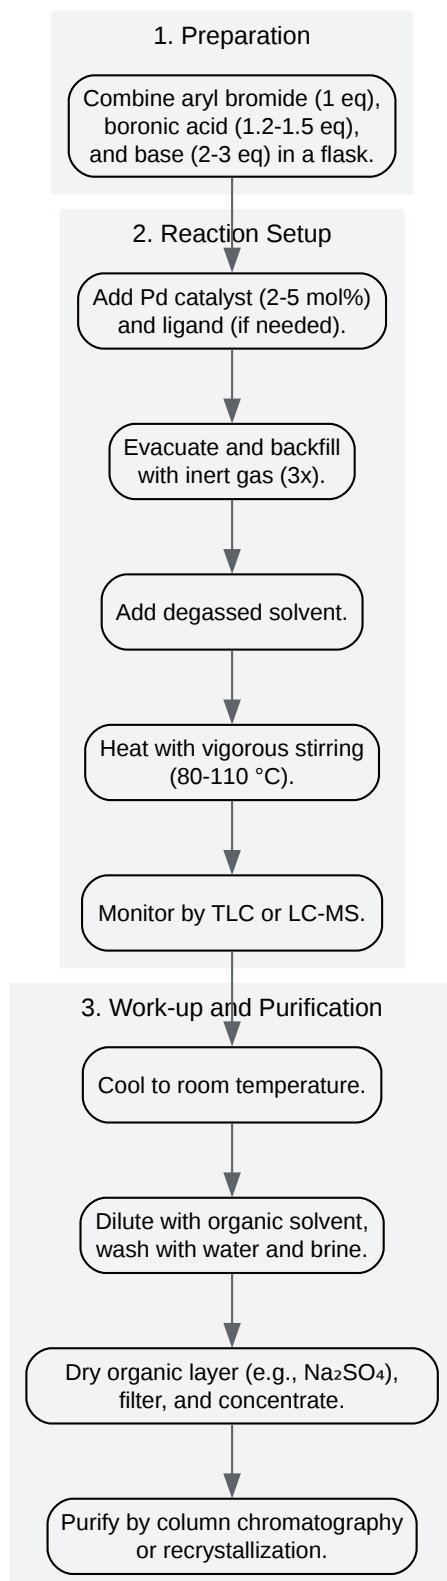 1. Preparation
Combine aryl bromide (1 eq),
boronic acid (1.2-1.5 eq),
and base (2-3 eq) in a flask.
2. Reaction Setup
Add Pd catalyst (2-5 mol%)
and ligand (if needed).
Evacuate and backfill
with inert gas (3x).
Add degassed solvent.
Heat with vigorous stirring
(80-110 °C).
Monitor by TLC or LC-MS.
3. Work-up and Purification
Cool to room temperature.
Dilute with organic solvent,
wash with water and brine.
Dry organic layer (e.g., Na₂SO₄),
filter, and concentrate.
Purify by column chromatography
or recrystallization.